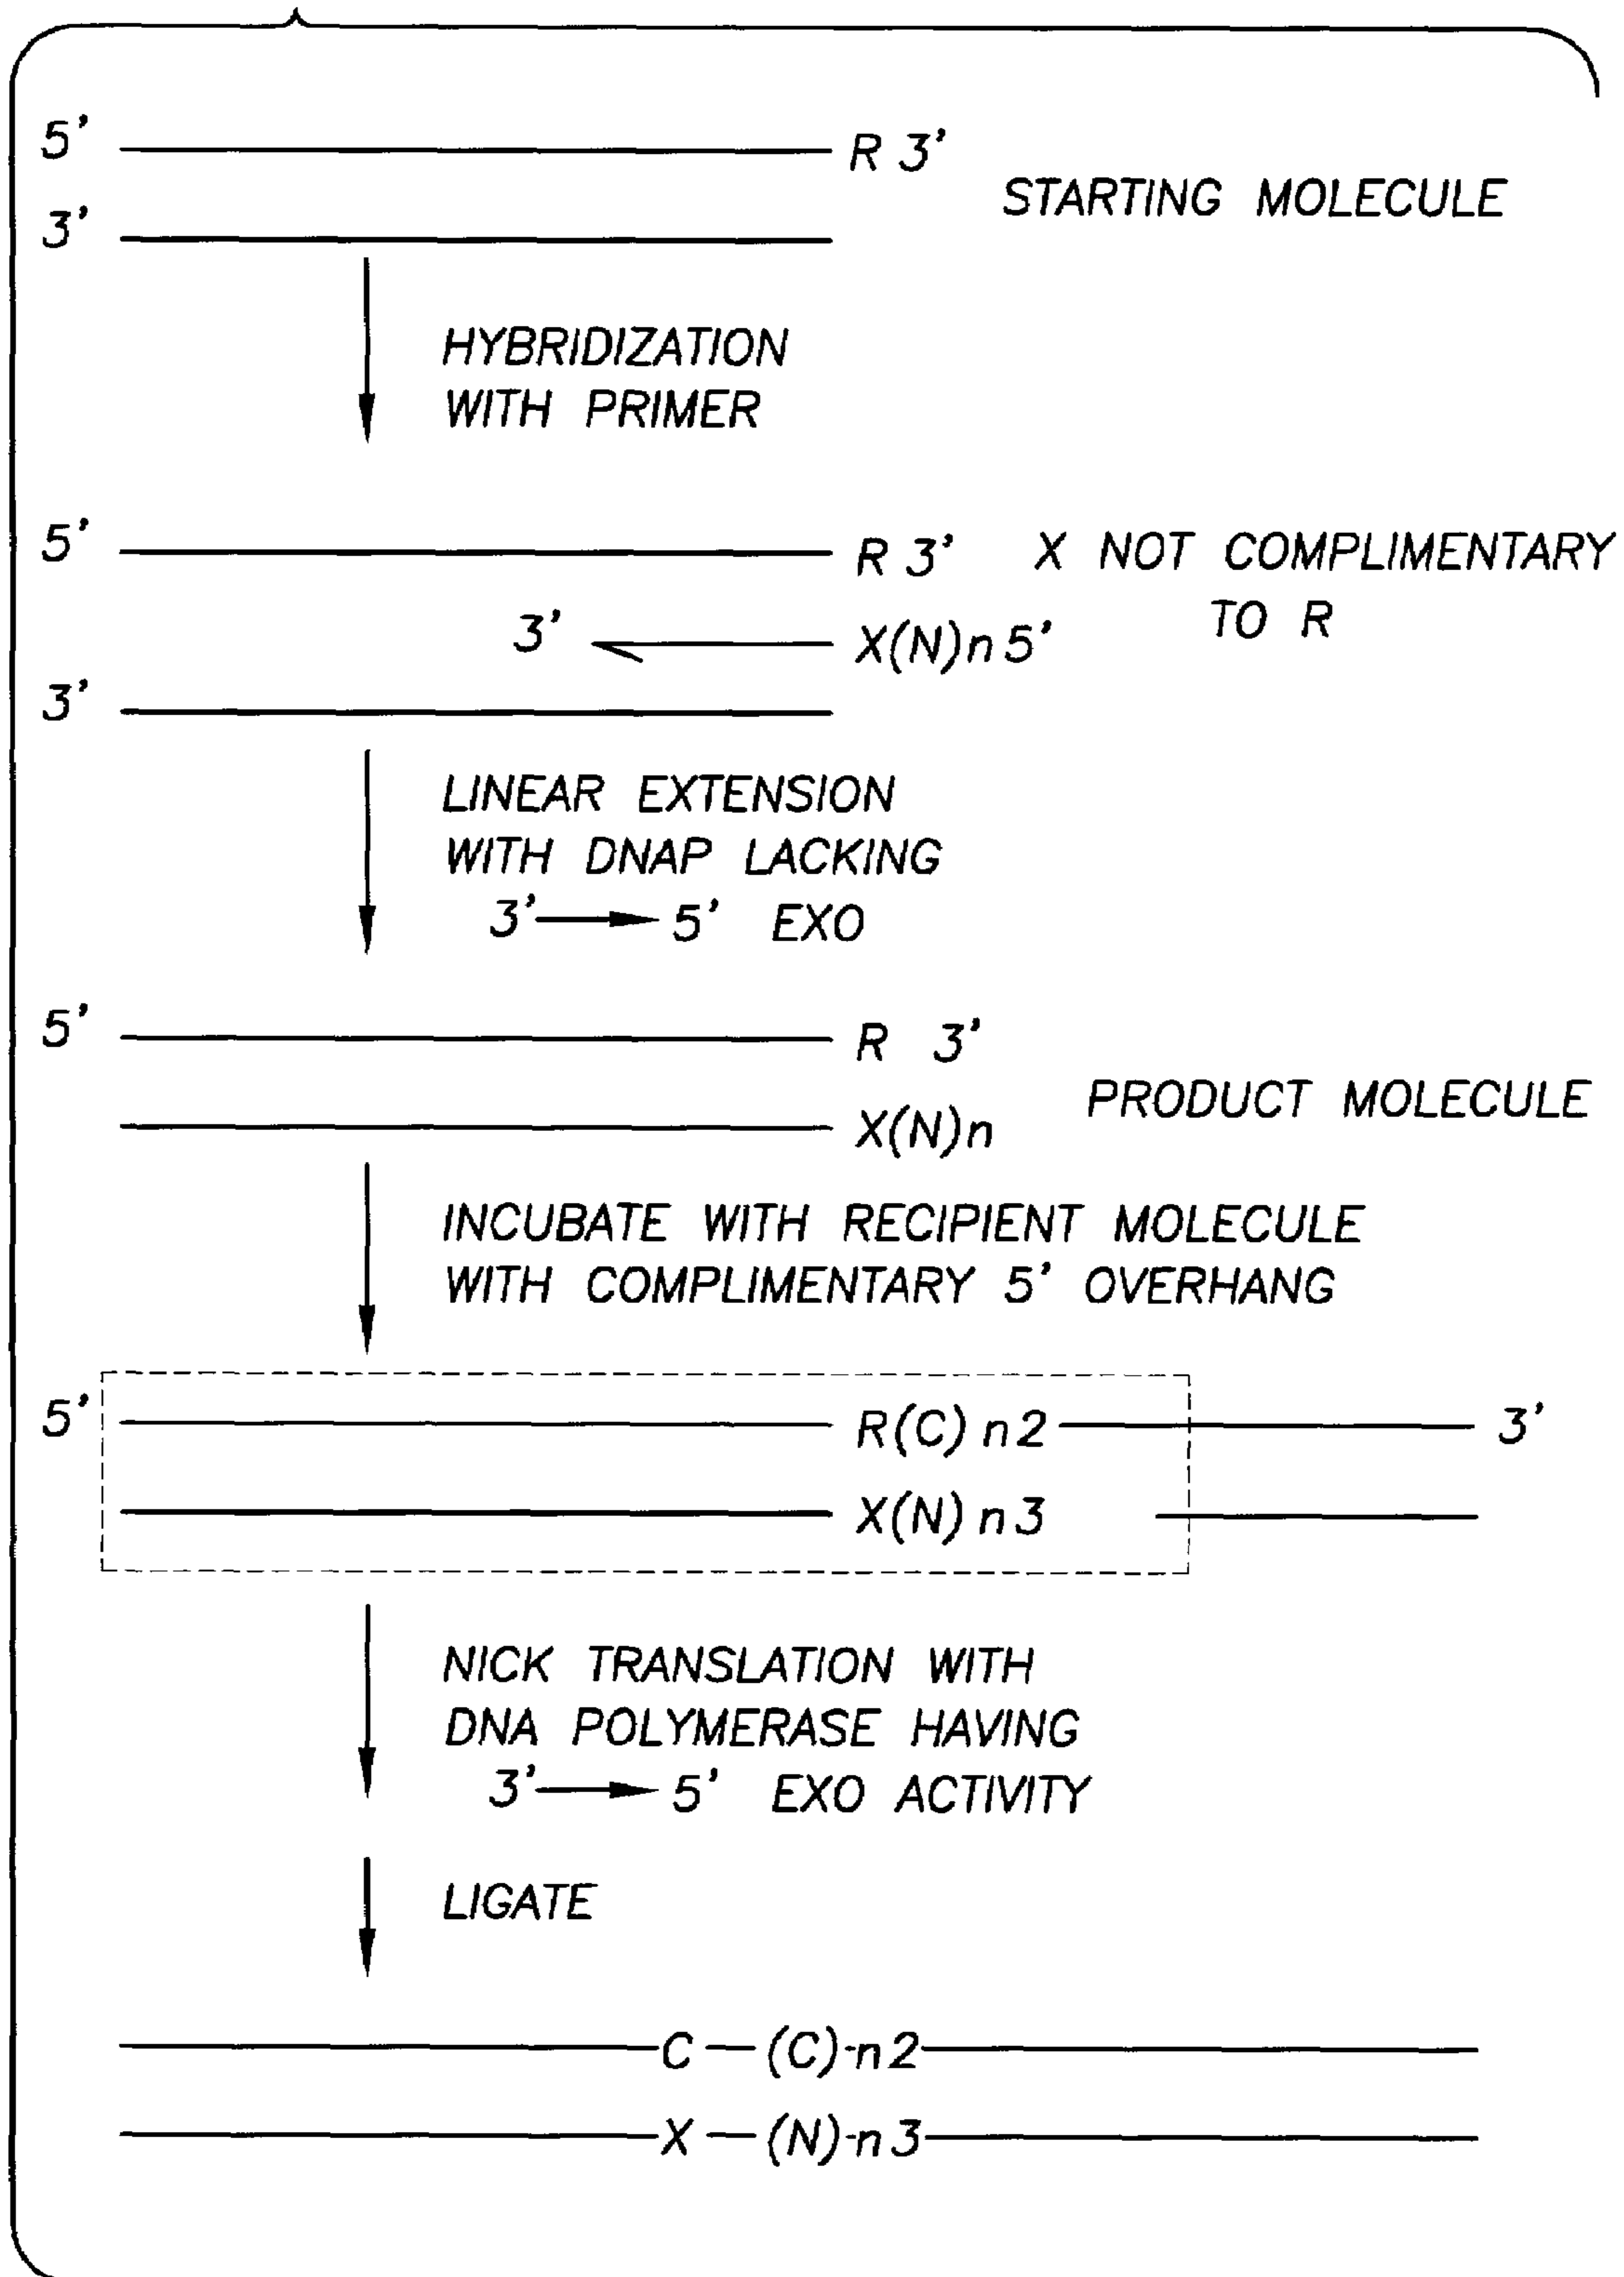 5' R 3'
STARTING MOLECULE
3'
HYBRIDIZATION
WITH PRIMER
5' R 3' X NOT COMPLIMENTARY
TO R
3' X(N)n 5'
3'
LINEAR EXTENSION
WITH DNAP LACKING
3' → 5' EXO
5' R 3'
PRODUCT MOLECULE
X(N)n
INCUBATE WITH RECIPIENT MOLECULE
WITH COMPLIMENTARY 5' OVERHANG
5' R(C) n2 3'
X(N) n3
NICK TRANSLATION WITH
DNA POLYMERASE HAVING
3' → 5' EXO ACTIVITY
LIGATE
C — (C)-n2
X — (N)-n3